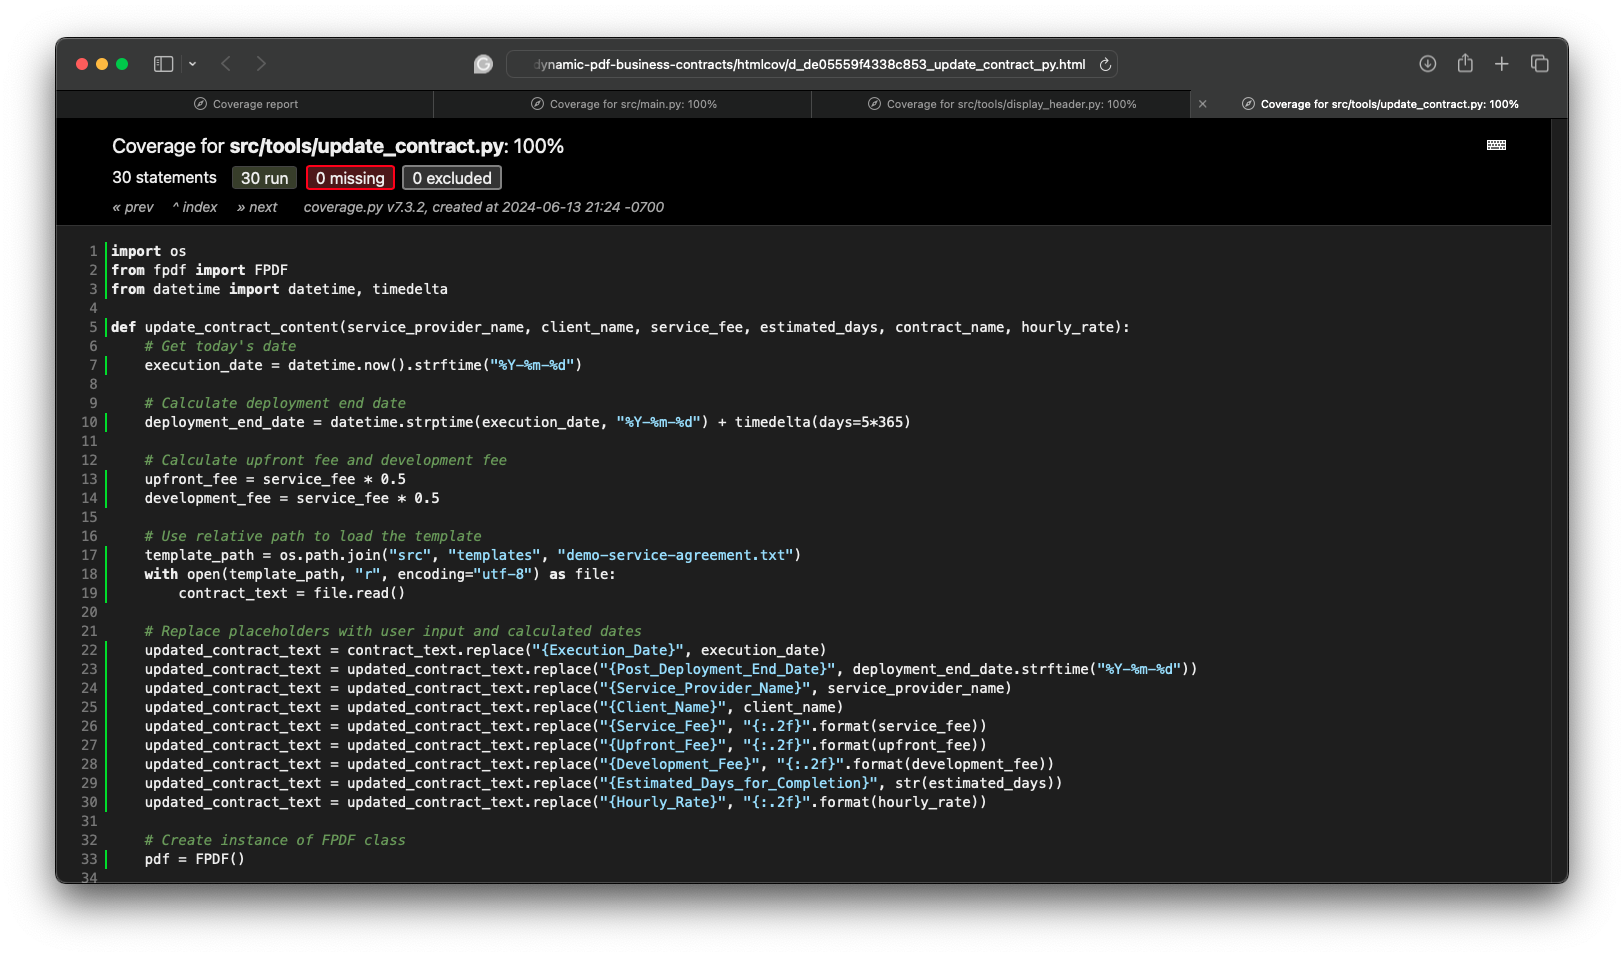 dynamic-pdf-business-contracts/htmlcov/d_de05559f4338c853_update_contract_py.html
Coverage report
Coverage for src/main.py: 100%
Coverage for src/tools/display_header.py: 100%
Coverage for src/tools/update_contract.py: 100%
Coverage for src/tools/update_contract.py: 100%
30 statements 30 run 0 missing 0 excluded
« prev ^ index » next coverage.py v7.3.2, created at 2024-06-13 21:24 -0700
1 import os
2 from fpdf import FPDF
3 from datetime import datetime, timedelta
4
5 def update_contract_content(service_provider_name, client_name, service_fee, estimated_days, contract_name, hourly_rate):
6 # Get today's date
7 execution_date = datetime.now().strftime("%Y-%m-%d")
8
9 # Calculate deployment end date
10 deployment_end_date = datetime.strptime(execution_date, "%Y-%m-%d") + timedelta(days=5*365)
11
12 # Calculate upfront fee and development fee
13 upfront_fee = service_fee * 0.5
14 development_fee = service_fee * 0.5
15
16 # Use relative path to load the template
17 template_path = os.path.join("src", "templates", "demo-service-agreement.txt")
18 with open(template_path, "r", encoding="utf-8") as file:
19 contract_text = file.read()
20
21 # Replace placeholders with user input and calculated dates
22 updated_contract_text = contract_text.replace("{Execution_Date}", execution_date)
23 updated_contract_text = updated_contract_text.replace("{Post_Deployment_End_Date}", deployment_end_date.strftime("%Y-%m-%d"))
24 updated_contract_text = updated_contract_text.replace("{Service_Provider_Name}", service_provider_name)
25 updated_contract_text = updated_contract_text.replace("{Client_Name}", client_name)
26 updated_contract_text = updated_contract_text.replace("{Service_Fee}", "{:.2f}".format(service_fee))
27 updated_contract_text = updated_contract_text.replace("{Upfront_Fee}", "{:.2f}".format(upfront_fee))
28 updated_contract_text = updated_contract_text.replace("{Development_Fee}", "{:.2f}".format(development_fee))
29 updated_contract_text = updated_contract_text.replace("{Estimated_Days_for_Completion}", str(estimated_days))
30 updated_contract_text = updated_contract_text.replace("{Hourly_Rate}", "{:.2f}".format(hourly_rate))
31
32 # Create instance of FPDF class
33 pdf = FPDF()
34